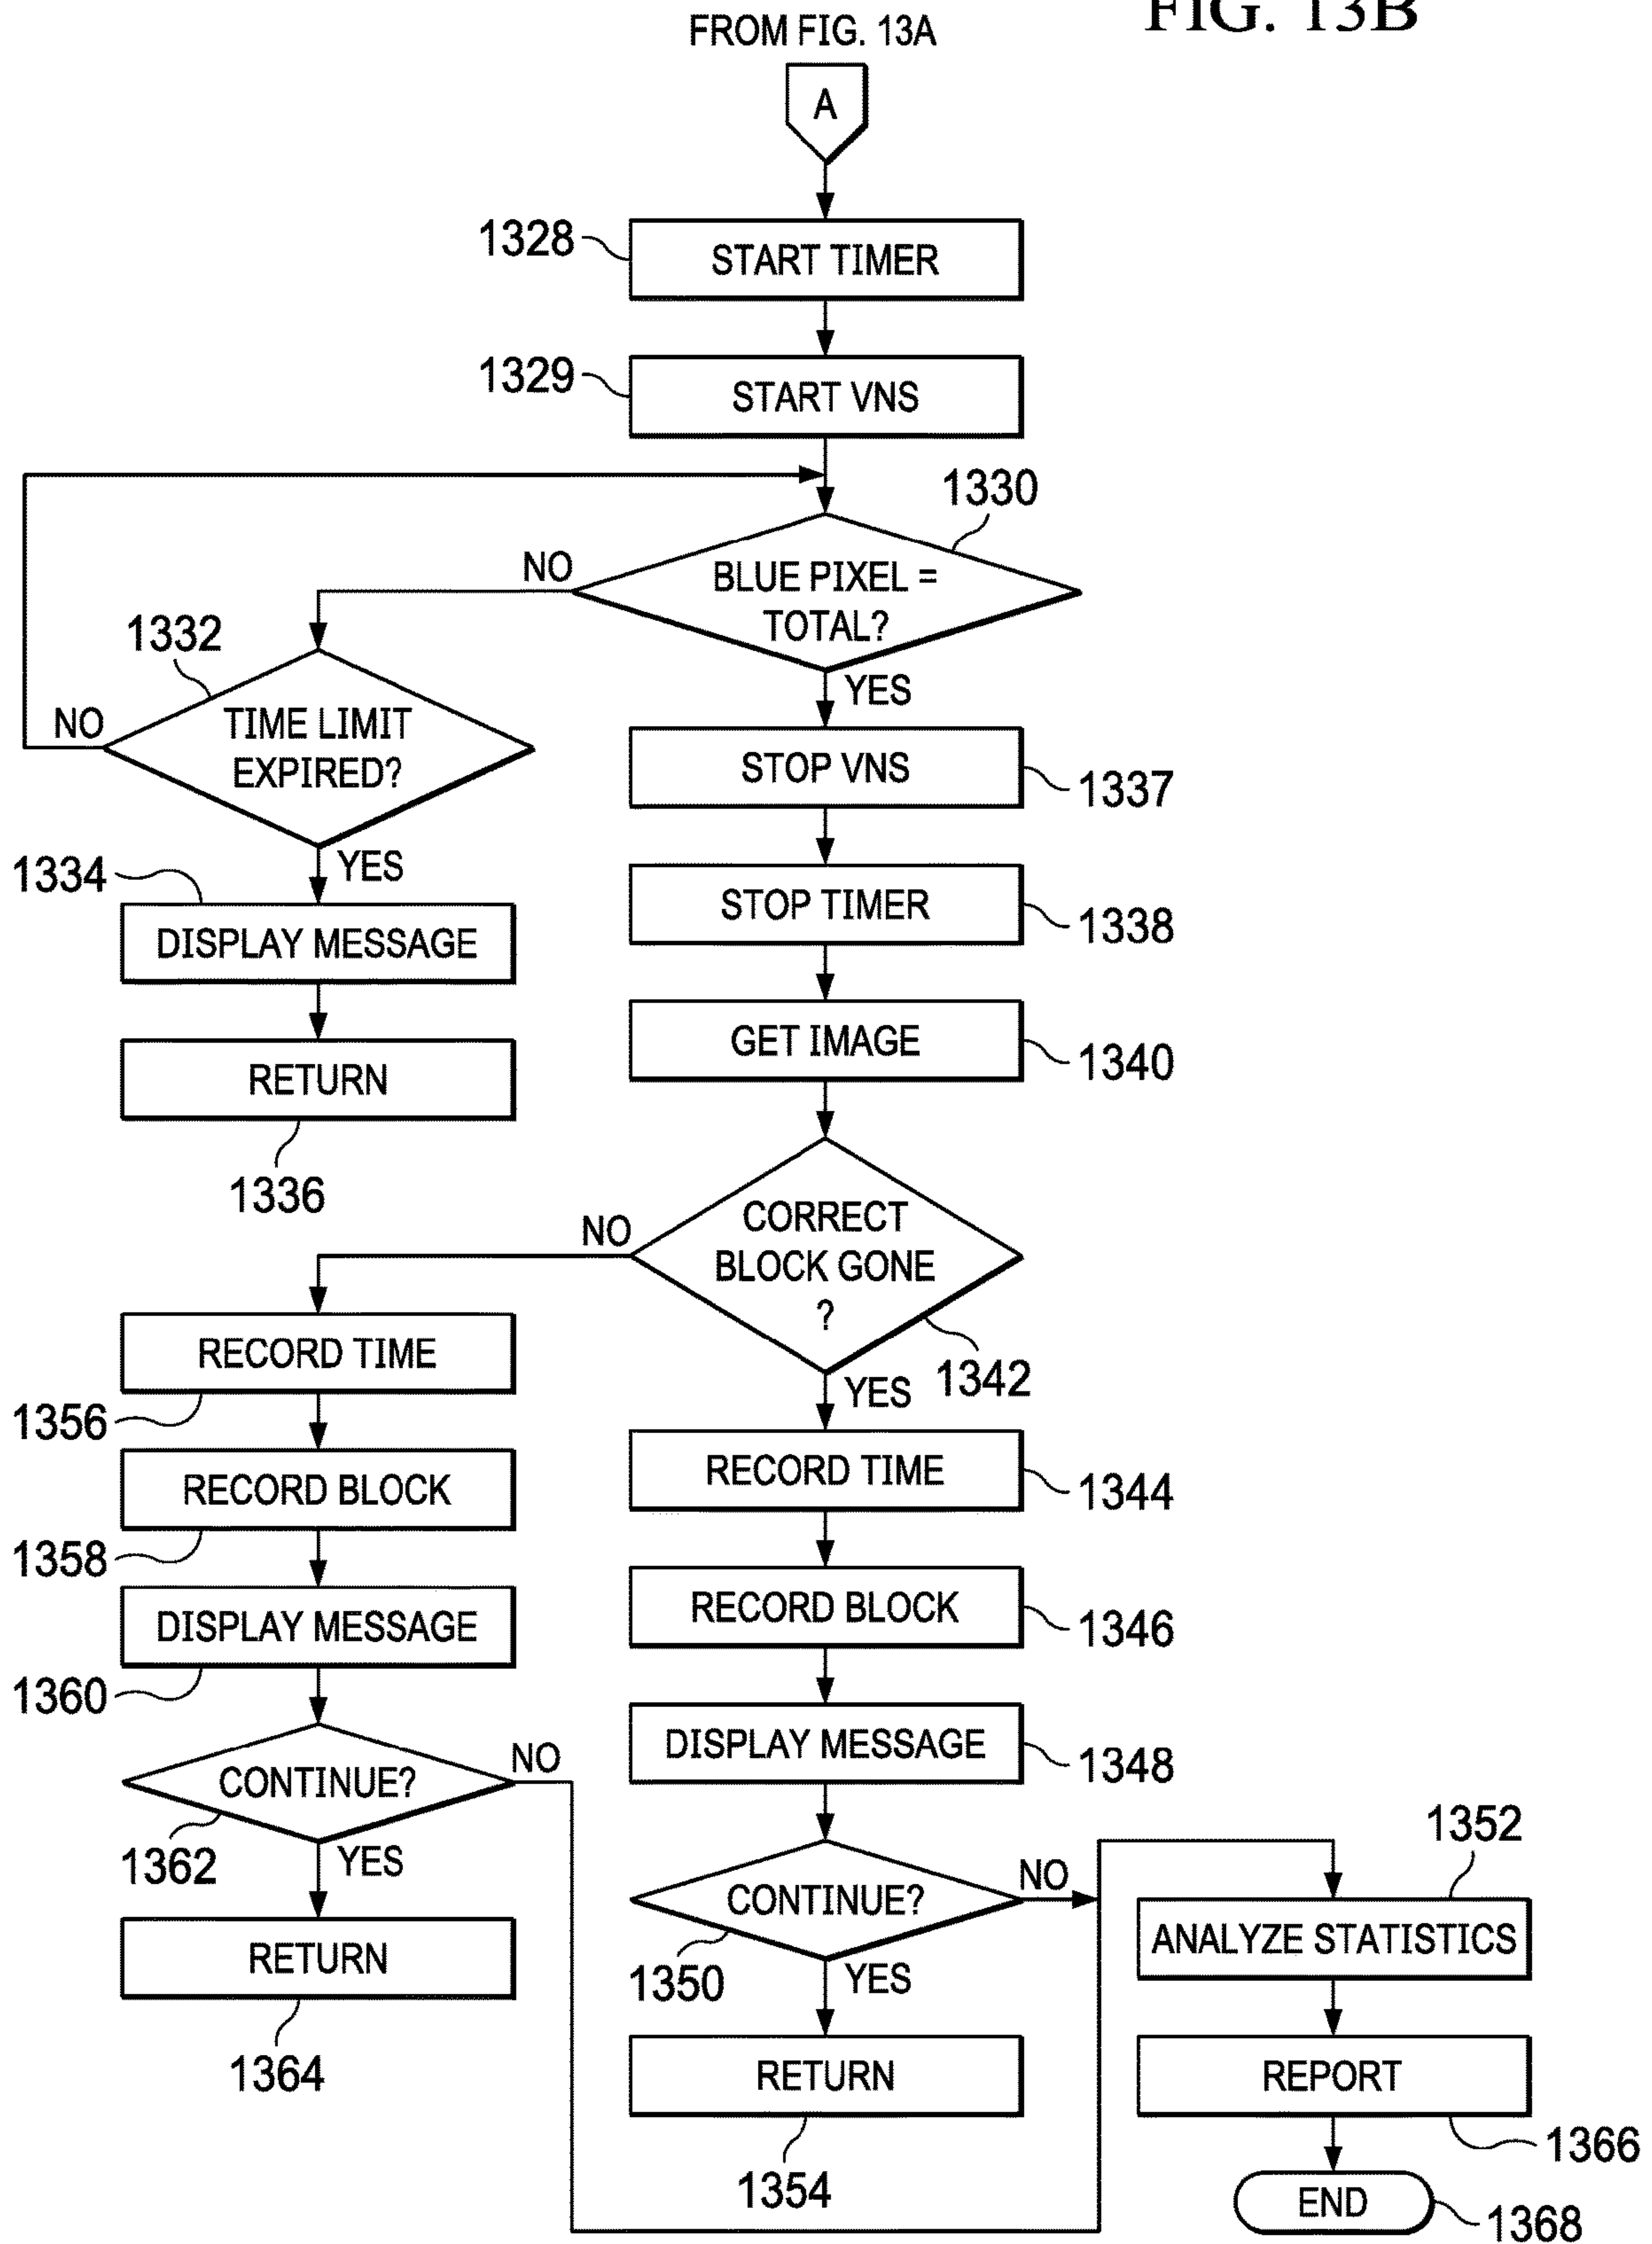 FIG. 13B
FROM FIG. 13A
A
1328
START TIMER
1329
START VNS
1330
BLUE PIXEL =
TOTAL?
NO
YES
1332
TIME LIMIT
EXPIRED?
NO
YES
1334
DISPLAY MESSAGE
RETURN
1336
STOP VNS
1337
STOP TIMER
1338
GET IMAGE
1340
CORRECT
BLOCK GONE
?
1342
NO
YES
RECORD TIME
1356
RECORD BLOCK
1358
DISPLAY MESSAGE
1360
CONTINUE?
NO
1362
YES
RETURN
1364
RECORD TIME
1344
RECORD BLOCK
1346
DISPLAY MESSAGE
1348
CONTINUE?
NO
1350
YES
RETURN
1354
1352
ANALYZE STATISTICS
REPORT
1366
END
1368